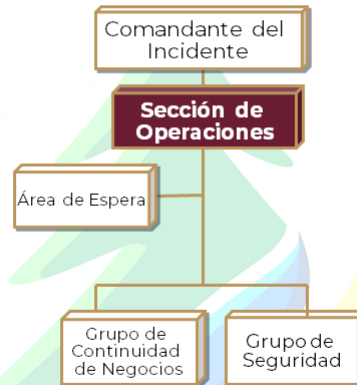 Comandante del
Incidente
Sección de
Operaciones
Área de Espera
Grupo de
Continuidad
de Negocios
Grupo de
Seguridad